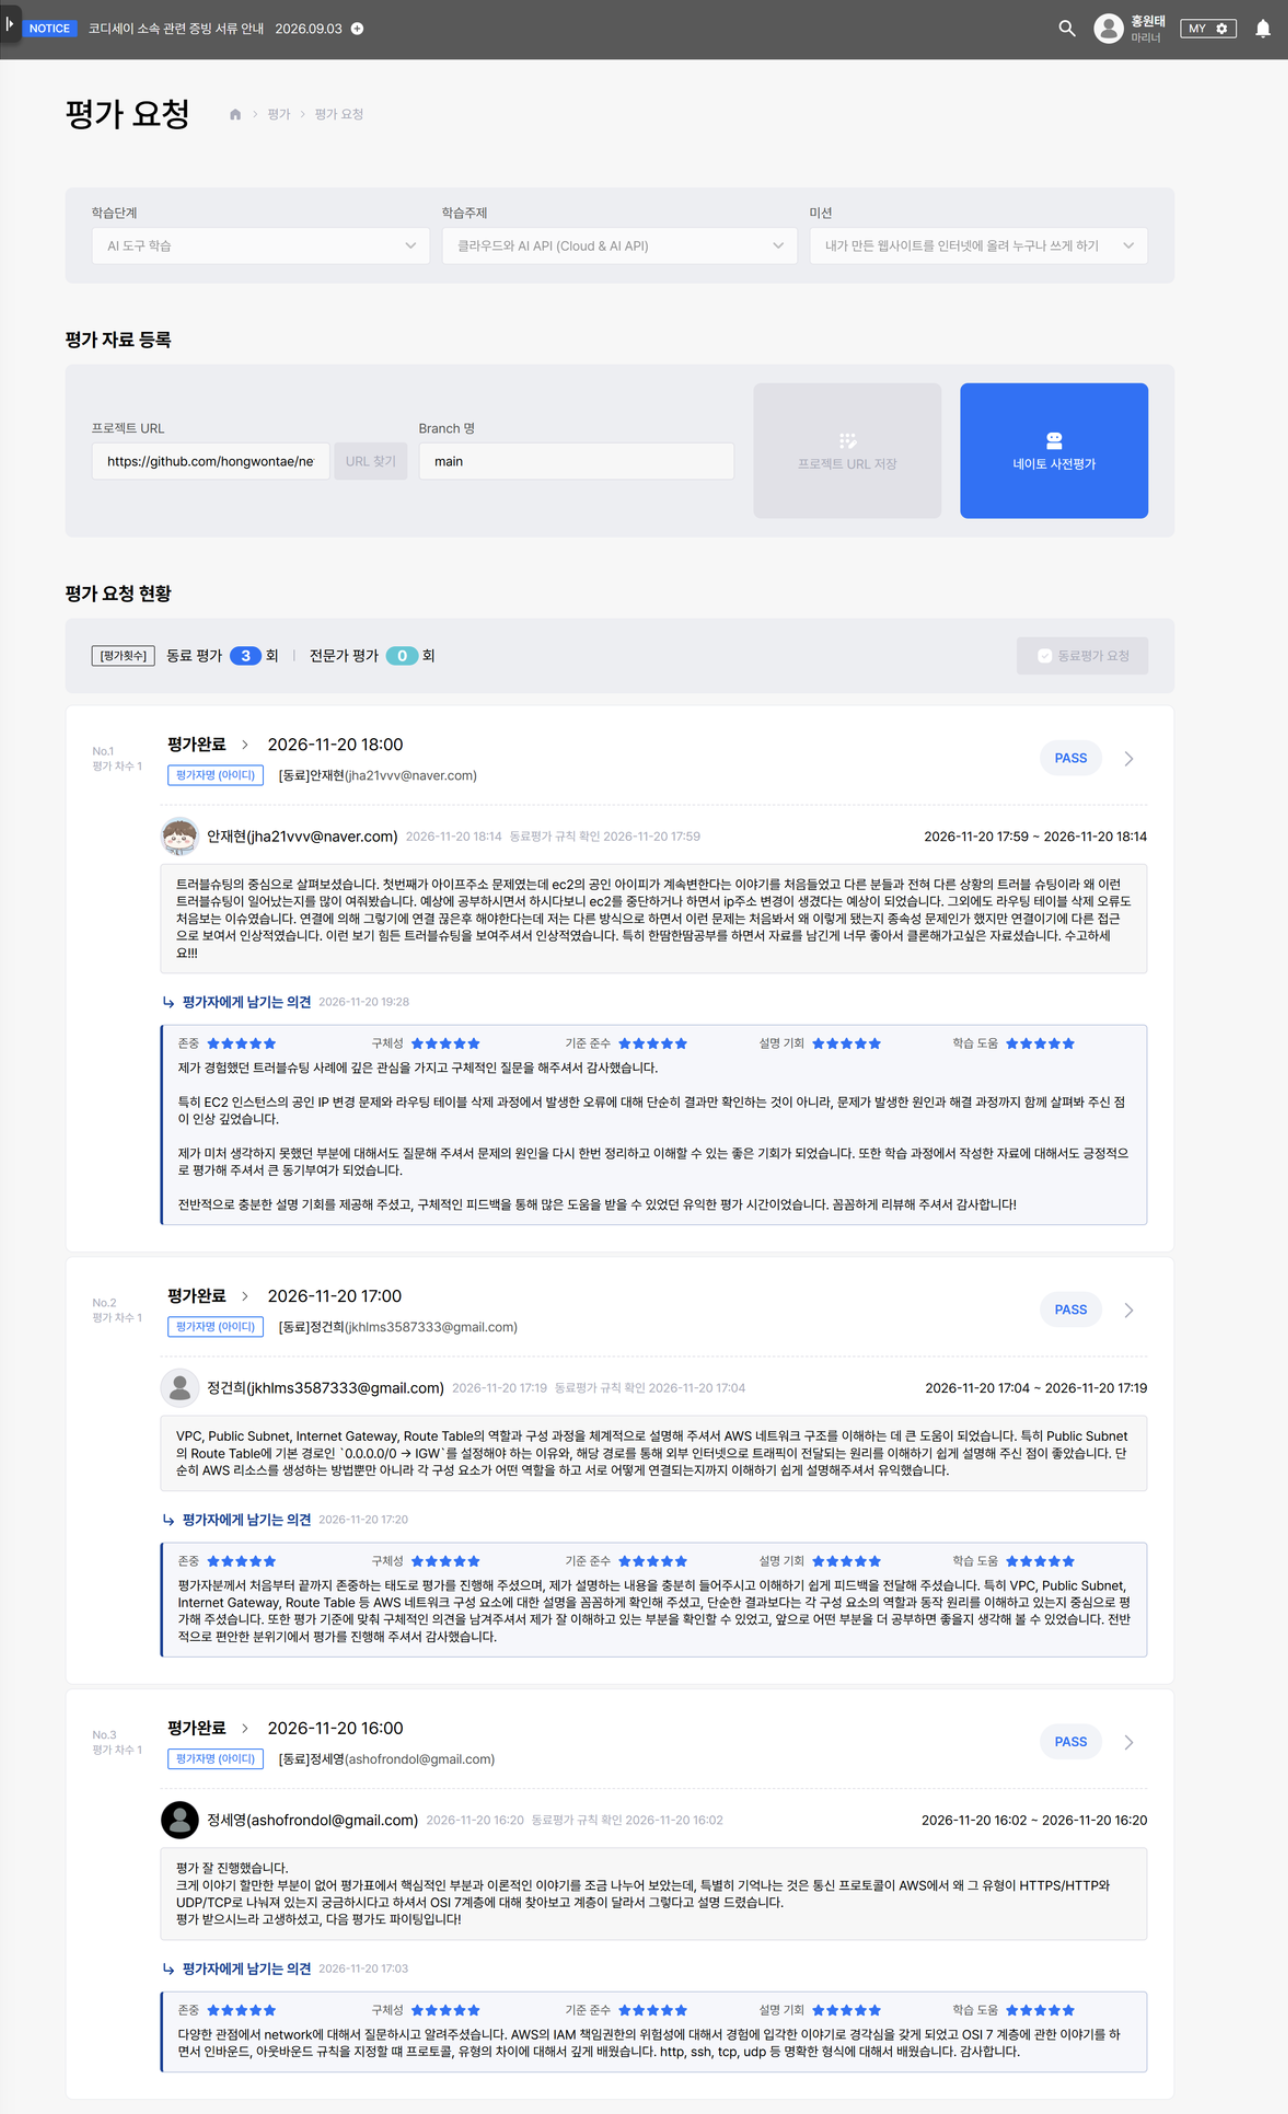 NOTICE 코디세이 소속 관련 증빙 서류 안내 2026.09.03
홍원태
마리너
MY
평가 요청
평가 > 평가 요청
학습단계
학습주제
미션
AI 도구 학습
클라우드와 AI API (Cloud & AI API)
내가 만든 웹사이트를 인터넷에 올려 누구나 쓰게 하기
평가 자료 등록
프로젝트 URL
Branch 명
https://github.com/hongwontae/ne
URL 찾기
main
프로젝트 URL 저장
네이토 사전평가
평가 요청 현황
[평가횟수] 동료 평가 3 회 | 전문가 평가 0 회
동료평가 요청
No.1
평가 차수 1
평가완료 > 2026-11-20 18:00
평가자명 (아이디) [동료]안재현(jha21vvv@naver.com)
PASS
안재현(jha21vvv@naver.com) 2026-11-20 18:14 동료평가 규칙 확인 2026-11-20 17:59
2026-11-20 17:59 ~ 2026-11-20 18:14
트러블슈팅의 중심으로 살펴보셨습니다. 첫번째가 아이프주소 문제였는데 ec2의 공인 아이피가 계속변한다는 이야기를 처음들었고 다른 분들과 전혀 다른 상황의 트러블 슈팅이라 왜 이런
트러블슈팅이 일어났는지를 많이 여줘봤습니다. 예상에 공부하시면서 하시다보니 ec2를 중단하거나 하면서 ip주소 변경이 생겼다는 예상이 되었습니다. 그외에도 라우팅 테이블 삭제 오류도
처음보는 이슈였습니다. 연결에 의해 그렇기에 연결 끊은후 해야한다는데 저는 다른 방식으로 하면서 이런 문제는 처음봐서 왜 이렇게 됐는지 종속성 문제인가 했지만 연결이기에 다른 접근
으로 보여서 인상적였습니다. 이런 보기 힘든 트러블슈팅을 보여주셔서 인상적였습니다. 특히 한땀한땀공부를 하면서 자료를 남긴게 너무 좋아서 클론해가고싶은 자료셨습니다. 수고하세
요!!!
평가자에게 남기는 의견 2026-11-20 19:28
존중 ★★★★★ 구체성 ★★★★★ 기준 준수 ★★★★★ 설명 기회 ★★★★★ 학습 도움 ★★★★★
제가 경험했던 트러블슈팅 사례에 깊은 관심을 가지고 구체적인 질문을 해주셔서 감사했습니다.
특히 EC2 인스턴스의 공인 IP 변경 문제와 라우팅 테이블 삭제 과정에서 발생한 오류에 대해 단순히 결과만 확인하는 것이 아니라, 문제가 발생한 원인과 해결 과정까지 함께 살펴봐 주신 점
이 인상 깊었습니다.
제가 미처 생각하지 못했던 부분에 대해서도 질문해 주셔서 문제의 원인을 다시 한번 정리하고 이해할 수 있는 좋은 기회가 되었습니다. 또한 학습 과정에서 작성한 자료에 대해서도 긍정적으
로 평가해 주셔서 큰 동기부여가 되었습니다.
전반적으로 충분한 설명 기회를 제공해 주셨고, 구체적인 피드백을 통해 많은 도움을 받을 수 있었던 유익한 평가 시간이었습니다. 꼼꼼하게 리뷰해 주셔서 감사합니다!
No.2
평가 차수 1
평가완료 > 2026-11-20 17:00
평가자명 (아이디) [동료]정건희(jkhlms3587333@gmail.com)
PASS
정건희(jkhlms3587333@gmail.com) 2026-11-20 17:19 동료평가 규칙 확인 2026-11-20 17:04
2026-11-20 17:04 ~ 2026-11-20 17:19
VPC, Public Subnet, Internet Gateway, Route Table의 역할과 구성 과정을 체계적으로 설명해 주셔서 AWS 네트워크 구조를 이해하는 데 큰 도움이 되었습니다. 특히 Public Subnet
의 Route Table에 기본 경로인 `0.0.0.0/0 → IGW`를 설정해야 하는 이유와, 해당 경로를 통해 외부 인터넷으로 트래픽이 전달되는 원리를 이해하기 쉽게 설명해 주신 점이 좋았습니다. 단
순히 AWS 리소스를 생성하는 방법뿐만 아니라 각 구성 요소가 어떤 역할을 하고 서로 어떻게 연결되는지까지 이해하기 쉽게 설명해주셔서 유익했습니다.
평가자에게 남기는 의견 2026-11-20 17:20
존중 ★★★★★ 구체성 ★★★★★ 기준 준수 ★★★★★ 설명 기회 ★★★★★ 학습 도움 ★★★★★
평가자분께서 처음부터 끝까지 존중하는 태도로 평가를 진행해 주셨으며, 제가 설명하는 내용을 충분히 들어주시고 이해하기 쉽게 피드백을 전달해 주셨습니다. 특히 VPC, Public Subnet,
Internet Gateway, Route Table 등 AWS 네트워크 구성 요소에 대한 설명을 꼼꼼하게 확인해 주셨고, 단순한 결과보다는 각 구성 요소의 역할과 동작 원리를 이해하고 있는지 중심으로 평
가해 주셨습니다. 또한 평가 기준에 맞춰 구체적인 의견을 남겨주셔서 제가 잘 이해하고 있는 부분을 확인할 수 있었고, 앞으로 어떤 부분을 더 공부하면 좋을지 생각해 볼 수 있었습니다. 전반
적으로 편안한 분위기에서 평가를 진행해 주셔서 감사했습니다.
No.3
평가 차수 1
평가완료 > 2026-11-20 16:00
평가자명 (아이디) [동료]정세영(ashofrondol@gmail.com)
PASS
정세영(ashofrondol@gmail.com) 2026-11-20 16:20 동료평가 규칙 확인 2026-11-20 16:02
2026-11-20 16:02 ~ 2026-11-20 16:20
평가 잘 진행했습니다.
크게 이야기 할만한 부분이 없어 평가표에서 핵심적인 부분과 이론적인 이야기를 조금 나누어 보았는데, 특별히 기억나는 것은 통신 프로토콜이 AWS에서 왜 그 유형이 HTTPS/HTTP와
UDP/TCP로 나눠져 있는지 궁금하시다고 하셔서 OSI 7계층에 대해 찾아보고 계층이 달라서 그렇다고 설명 드렸습니다.
평가 받으시느라 고생하셨고, 다음 평가도 파이팅입니다!
평가자에게 남기는 의견 2026-11-20 17:03
존중 ★★★★★ 구체성 ★★★★★ 기준 준수 ★★★★★ 설명 기회 ★★★★★ 학습 도움 ★★★★★
다양한 관점에서 network에 대해서 질문하시고 알려주셨습니다. AWS의 IAM 책임권한의 위험성에 대해서 경험에 입각한 이야기로 경각심을 갖게 되었고 OSI 7 계층에 관한 이야기를 하
면서 인바운드, 아웃바운드 규칙을 지정할 떄 프로토콜, 유형의 차이에 대해서 깊게 배웠습니다. http, ssh, tcp, udp 등 명확한 형식에 대해서 배웠습니다. 감사합니다.